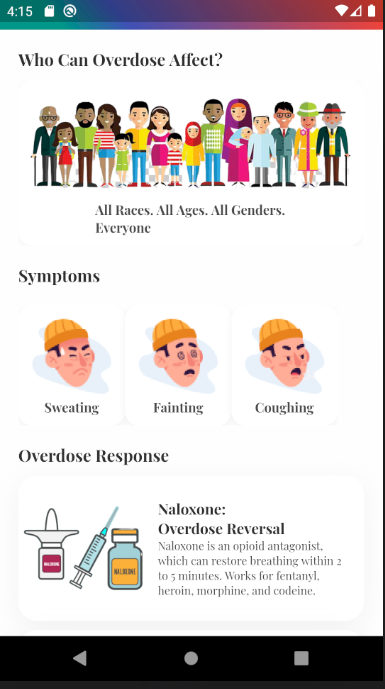 4:15
Who Can Overdose Affect?
All Races. All Ages. All Genders.
Everyone
Symptoms
Sweating
Fainting
Coughing
Overdose Response
NALOXONE
NALOXONE
Naloxone:
Overdose Reversal
Naloxone is an opioid antagonist,
which can restore breathing within 2
to 5 minutes. Works for fentanyl,
heroin, morphine, and codeine.